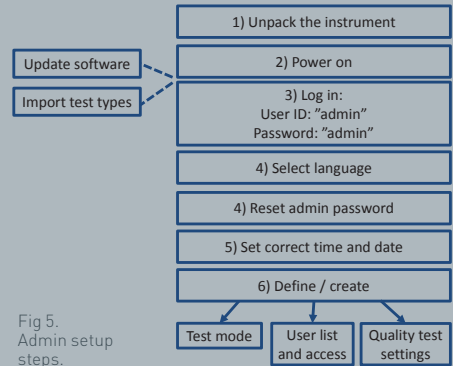 1) Unpack the instrument
Update software
2) Power on
Import test types
3) Log in:
User ID: ”admin”
Password: ”admin”
4) Select language
4) Reset admin password
5) Set correct time and date
6) Define / create
Test mode
User list
and access
Quality test
settings
Fig 5.
Admin setup
steps.